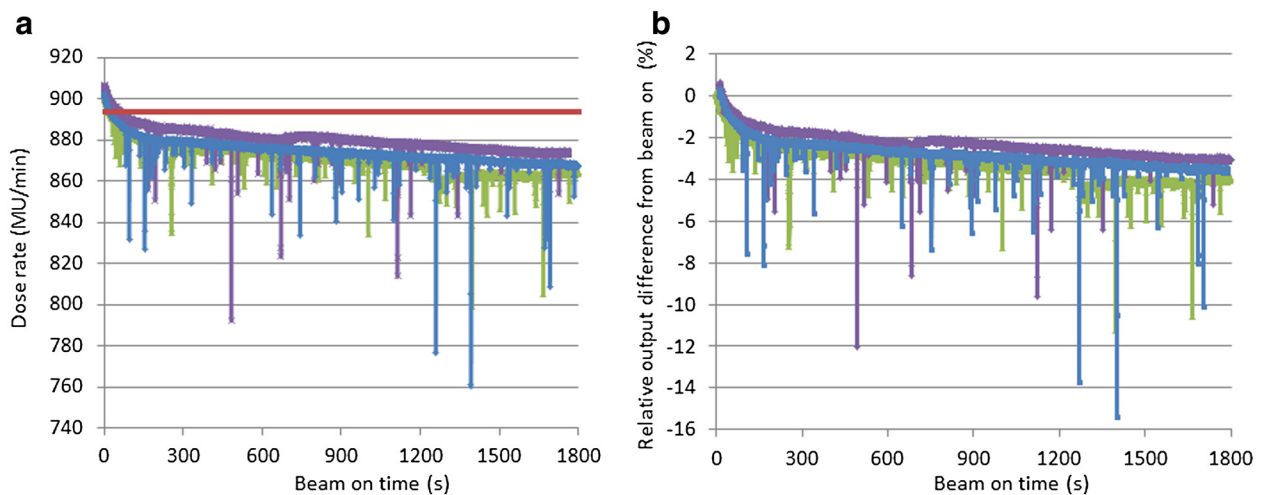 a
Dose rate (MU/min)
920
900
880
860
840
820
800
780
760
740
0 300 600 900 1200 1500 1800
Beam on time (s)
b
Relative output difference from beam on (%)
2
0
-2
-4
-6
-8
-10
-12
-14
-16
0 300 600 900 1200 1500 1800
Beam on time (s)